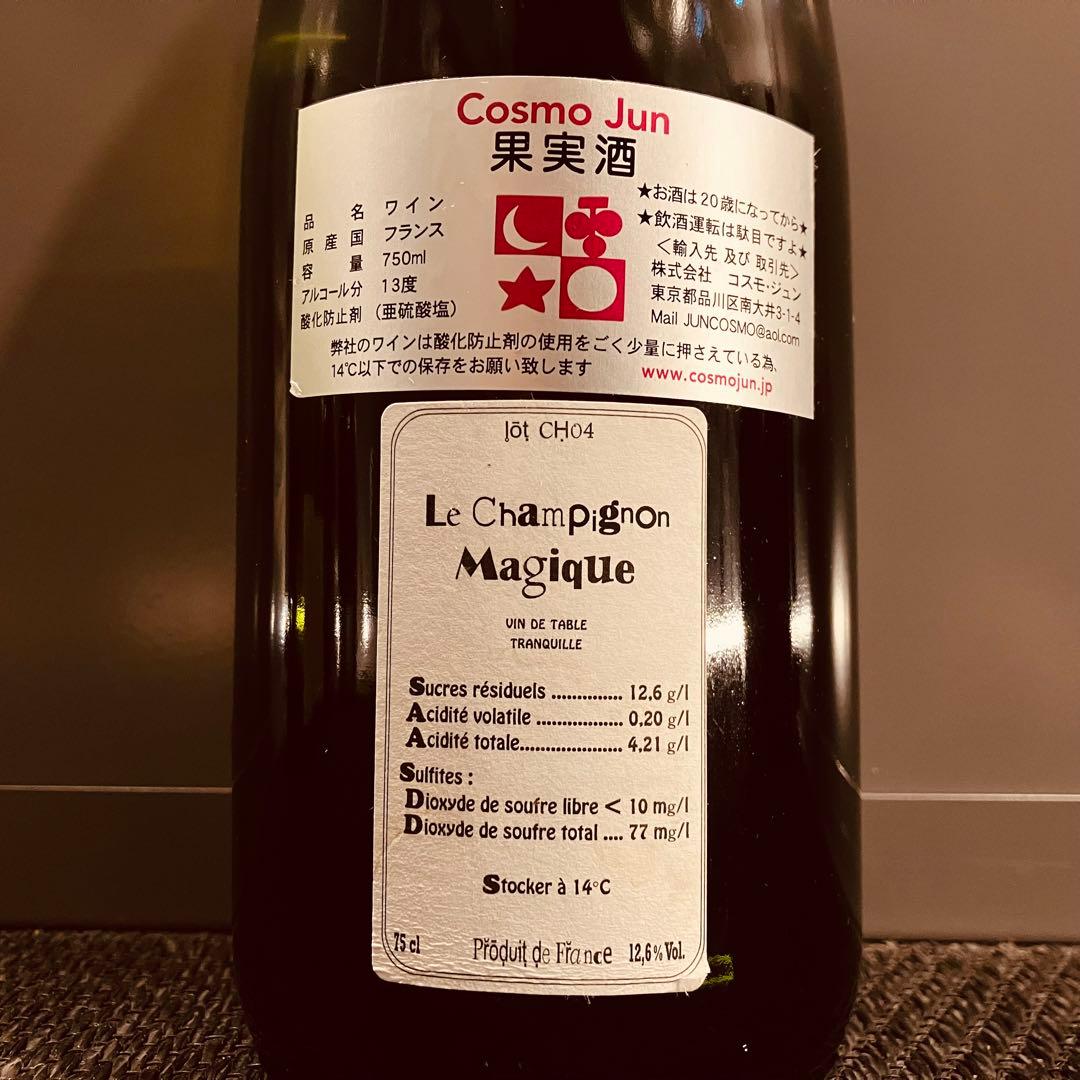 Cosmo Jun
果実酒
品名 ワイン
原産国 フランス
容量 750ml
アルコール分 13度
酸化防止剤 (亜硫酸塩)
★お酒は20歳になってから★
★飲酒運転は駄目ですよ★
<輸入先 及び 取引先>
株式会社 コスモ・ジュン
東京都品川区南大井3-1-4
Mail JUNCOSMO@aol.com
弊社のワインは酸化防止剤の使用をごく少量に押さえている為、
14℃以下での保存をお願い致します
www.cosmojun.jp
lot CH04
Le Champignon
Magique
VIN DE TABLE
TRANQUILLE
Sucres résiduels .............. 12.6 g/l
Acidité volatile ................. 0,20 g/l
Acidité totale.................... 4,21 g/l
Sulfites :
Dioxyde de soufre libre < 10 mg/l
Dioxyde de soufre total .... 77 mg/l
Stocker à 14°C
75 cl Produit de France 12,6% Vol.